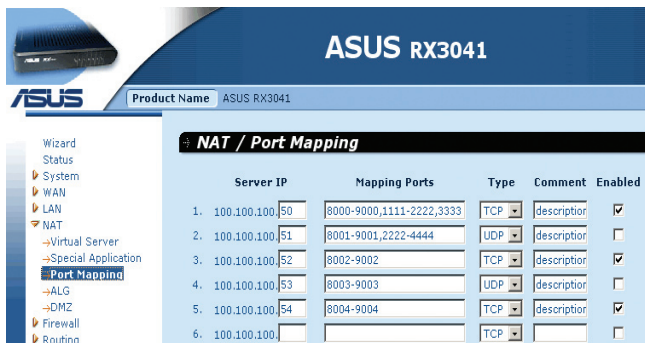 ASUS RX3041
ASUS
Product Name ASUS RX3041
Wizard
Status
System
WAN
LAN
NAT
→Virtual Server
→Special Application
Port Mapping
→ALG
→DMZ
Firewall
Routing
NAT / Port Mapping
Server IP Mapping Ports Type Comment Enabled
1. 100.100.100. 50 8000-9000,1111-2222,3333 TCP description
2. 100.100.100. 51 8001-9001,2222-4444 UDP description
3. 100.100.100. 52 8002-9002 TCP description
4. 100.100.100. 53 8003-9003 UDP description
5. 100.100.100. 54 8004-9004 TCP description
6. 100.100.100. TCP